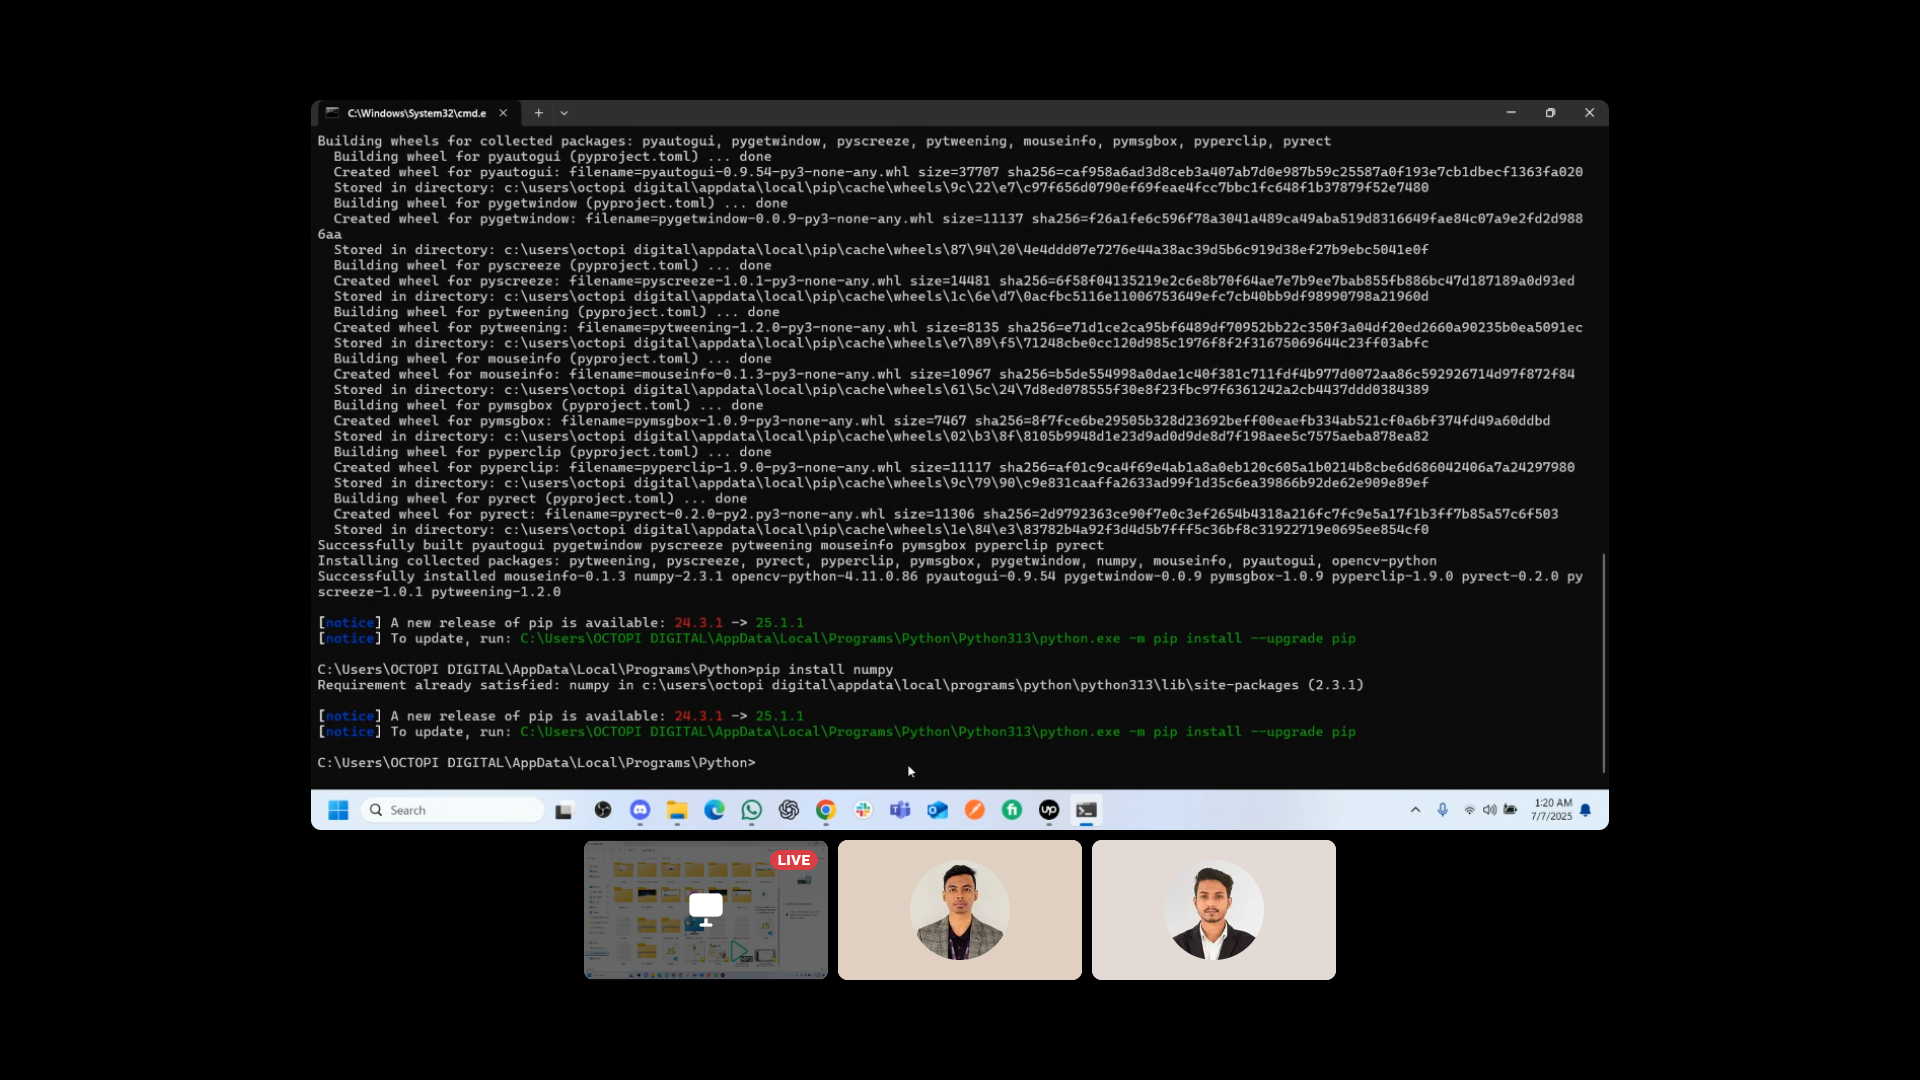 C:\Windows\System32\cmd.e
Building wheels for collected packages: pyautogui, pygetwindow, pyscreeze, pytweening, mouseinfo, pymsgbox, pyperclip, pyrect
Building wheel for pyautogui (pyproject.toml) ... done
Created wheel for pyautogui: filename=pyautogui-0.9.54-py3-none-any.whl size=37707 sha256=caf958a6ad3d8ceb3a407ab7d0e987b59c25587a0f193e7cb1dbecf1363fa020
Stored in directory: c:\users\octopi digital\appdata\local\pip\cache\wheels\9c\22\e7\c97f656d0790ef69feae4fcc7bbc1fc648f1b37879f52e7480
Building wheel for pygetwindow (pyproject.toml) ... done
Created wheel for pygetwindow: filename=pygetwindow-0.0.9-py3-none-any.whl size=11137 sha256=f26a1fe6c596f78a3041a489ca49aba519d8316649fae84c07a9e2fd2d988
6aa
Stored in directory: c:\users\octopi digital\appdata\local\pip\cache\wheels\87\94\20\4e4ddd07e7276e44a38ac39d5b6c919d38ef27b9ebc5041e0f
Building wheel for pyscreeze (pyproject.toml) ... done
Created wheel for pyscreeze: filename=pyscreeze-1.0.1-py3-none-any.whl size=14481 sha256=6f58f04135219e2c6e8b70f64ae7e7b9ee7bab855fb886bc47d187189a0d93ed
Stored in directory: c:\users\octopi digital\appdata\local\pip\cache\wheels\1c\6e\d7\0acfbc5116e11006753649efc7cb40bb9df98990798a21960d
Building wheel for pytweening (pyproject.toml) ... done
Created wheel for pytweening: filename=pytweening-1.2.0-py3-none-any.whl size=8135 sha256=e71d1ce2ca95bf6489df70952bb22c350f3a04df20ed2660a90235b0ea5091ec
Stored in directory: c:\users\octopi digital\appdata\local\pip\cache\wheels\e7\89\f5\71248cbe0cc120d985c1976f8f2f31675069644c23ff03abfc
Building wheel for mouseinfo (pyproject.toml) ... done
Created wheel for mouseinfo: filename=mouseinfo-0.1.3-py3-none-any.whl size=10967 sha256=b5de554998a0dae1c40f381c711fdf4b977d0072aa86c592926714d97f872f84
Stored in directory: c:\users\octopi digital\appdata\local\pip\cache\wheels\61\5c\24\7d8ed078555f30e8f23fbc97f6361242a2cb4437ddd0384389
Building wheel for pymsgbox (pyproject.toml) ... done
Created wheel for pymsgbox: filename=pymsgbox-1.0.9-py3-none-any.whl size=7467 sha256=8f7fce6be29505b328d23692beff00eaefb334ab521cf0a6bf374fd49a60ddbd
Stored in directory: c:\users\octopi digital\appdata\local\pip\cache\wheels\02\b3\8f\8105b9948d1e23d9ad0d9de8d7f198aee5c7575aeba878ea82
Building wheel for pyperclip (pyproject.toml) ... done
Created wheel for pyperclip: filename=pyperclip-1.9.0-py3-none-any.whl size=11117 sha256=af01c9ca4f69e4ab1a8a0eb120c605a1b0214b8cbe6d686042406a7a24297980
Stored in directory: c:\users\octopi digital\appdata\local\pip\cache\wheels\9c\79\90\c9e831caaffa2633ad99f1d35c6ea39866b92de62e909e89ef
Building wheel for pyrect (pyproject.toml) ... done
Created wheel for pyrect: filename=pyrect-0.2.0-py2.py3-none-any.whl size=11306 sha256=2d9792363ce90f7e0c3ef2654b4318a216fc7fc9e5a17f1b3ff7b85a57c6f503
Stored in directory: c:\users\octopi digital\appdata\local\pip\cache\wheels\1e\84\e3\83782b4a92f3d4d5b7fff5c36bf8c31922719e0695ee854cf0
Successfully built pyautogui pygetwindow pyscreeze pytweening mouseinfo pymsgbox pyperclip pyrect
Installing collected packages: pytweening, pyscreeze, pyrect, pyperclip, pymsgbox, pygetwindow, numpy, mouseinfo, pyautogui, opencv-python
Successfully installed mouseinfo-0.1.3 numpy-2.3.1 opencv-python-4.11.0.86 pyautogui-0.9.54 pygetwindow-0.0.9 pymsgbox-1.0.9 pyperclip-1.9.0 pyrect-0.2.0 py
screeze-1.0.1 pytweening-1.2.0
[notice] A new release of pip is available: 24.3.1 -> 25.1.1
[notice] To update, run: C:\Users\OCTOPI DIGITAL\AppData\Local\Programs\Python\Python313\python.exe -m pip install --upgrade pip
C:\Users\OCTOPI DIGITAL\AppData\Local\Programs\Python>pip install numpy
Requirement already satisfied: numpy in c:\users\octopi digital\appdata\local\programs\python\python313\lib\site-packages (2.3.1)
[notice] A new release of pip is available: 24.3.1 -> 25.1.1
[notice] To update, run: C:\Users\OCTOPI DIGITAL\AppData\Local\Programs\Python\Python313\python.exe -m pip install --upgrade pip
C:\Users\OCTOPI DIGITAL\AppData\Local\Programs\Python>
Search
1:20 AM
7/7/2025
LIVE